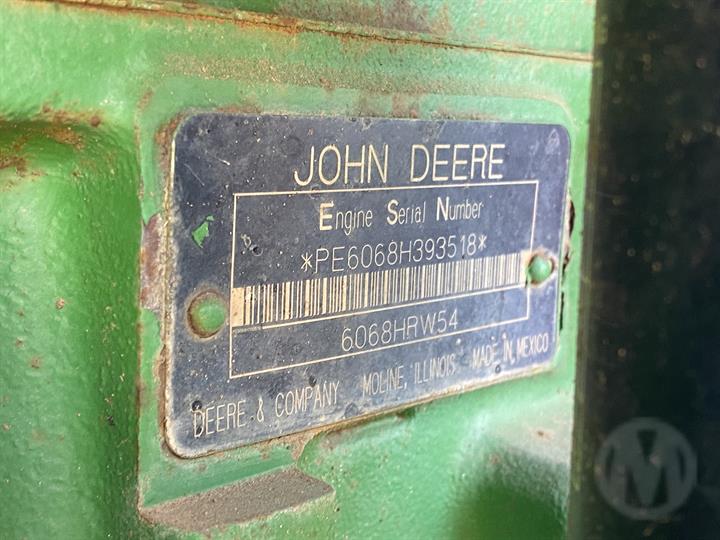 JOHN DEERE
Engine Serial Number
*PE6068H393518*
6068HRW54
DEERE & COMPANY MOLINE, ILLINOIS MADE IN MEXICO
M